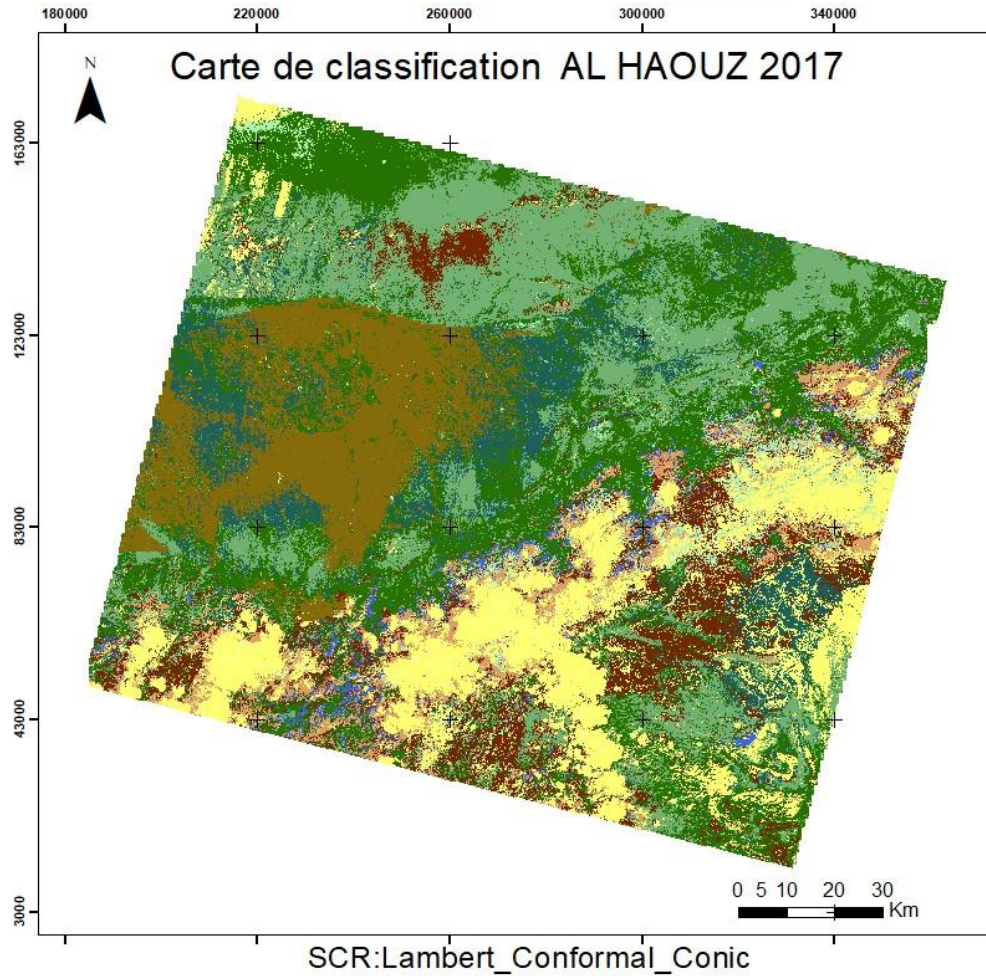 180000 220000 260000 300000 340000
N
Carte de classification AL HAOUZ 2017
163000
123000
83000
43000
3000
0 5 10 20 30
Km
SCR:Lambert_Conformal_Conic